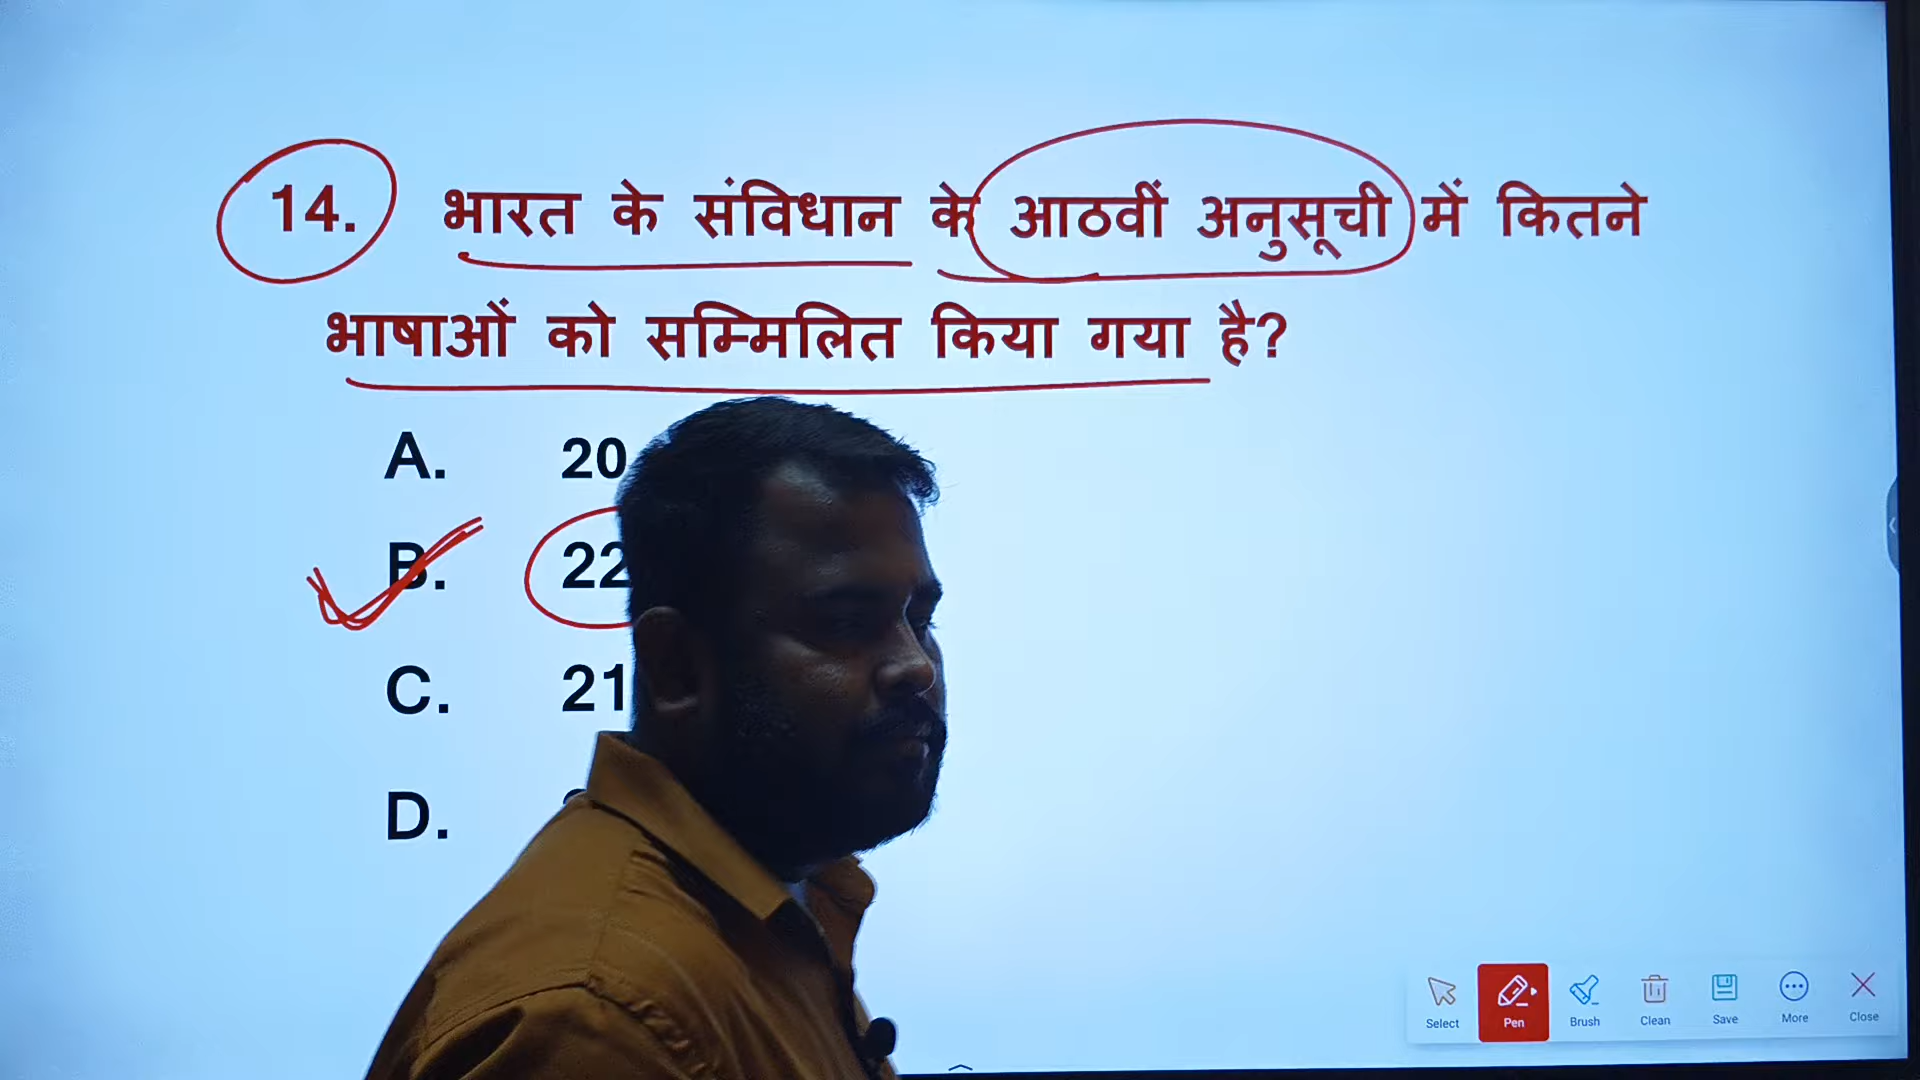 14. भारत के संविधान के आठवीं अनुसूची में कितने
भाषाओं को सम्मिलित किया गया है?
A. 20
B. 22
C. 21
D.
Select Pen Brush Clean Save More Close